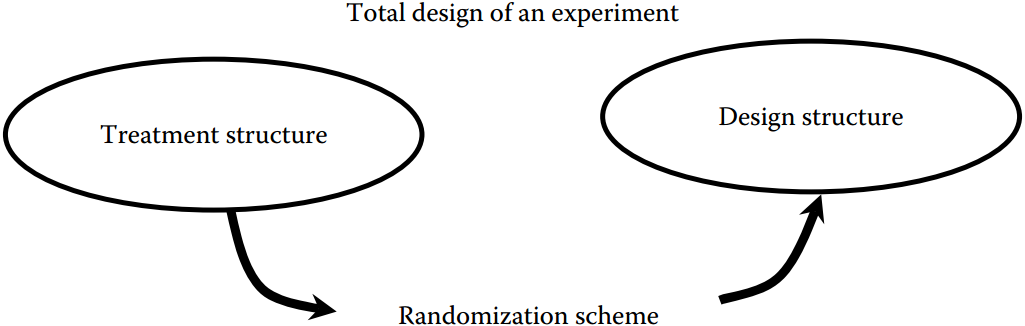 Total design of an experiment
Treatment structure
Design structure
Randomization scheme